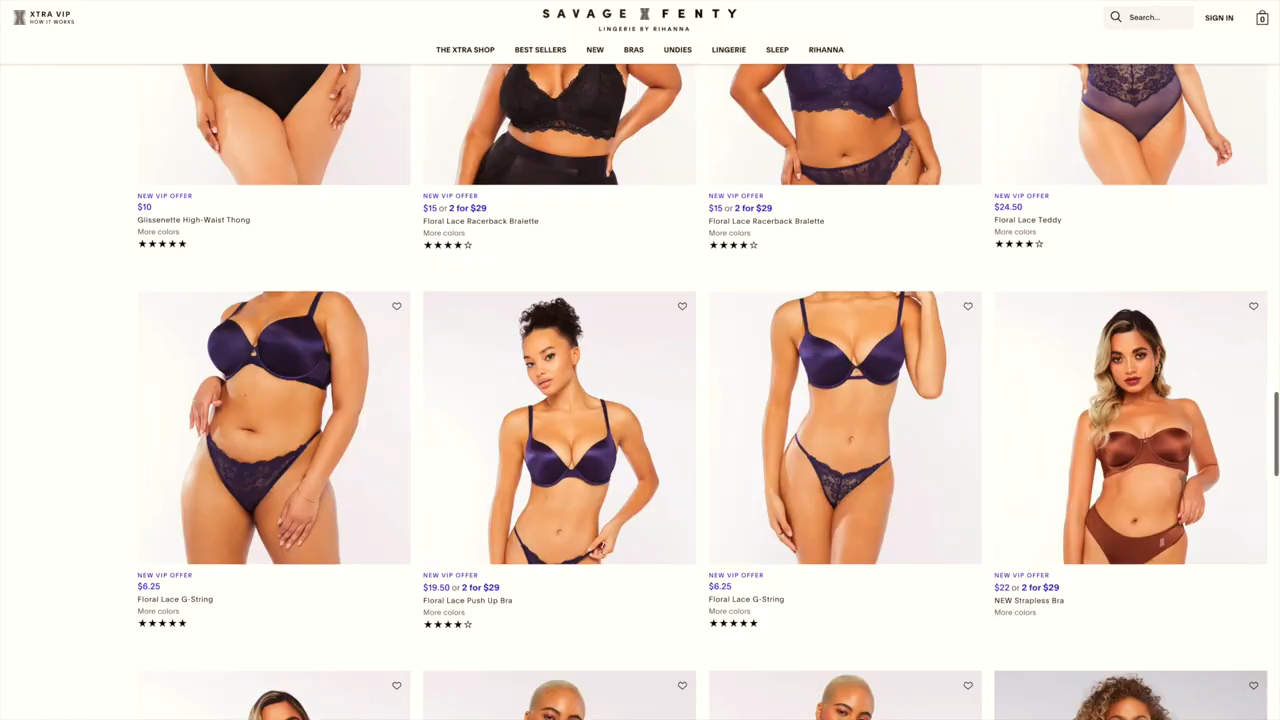 XTRA VIP
HOW IT WORKS
SAVAGE X FENTY
LINGERIE BY RIHANNA
Search...
SIGN IN
0
THE XTRA SHOP
BEST SELLERS
NEW
BRAS
UNDIES
LINGERIE
SLEEP
RIHANNA
NEW VIP OFFER
$10
Glissenette High-Waist Thong
More colors
NEW VIP OFFER
$15 or 2 for $29
Floral Lace Racerback Bralette
More colors
NEW VIP OFFER
$15 or 2 for $29
Floral Lace Racerback Bralette
More colors
NEW VIP OFFER
$24.50
Floral Lace Teddy
More colors
NEW VIP OFFER
$6.25
Floral Lace G-String
More colors
NEW VIP OFFER
$19.50 or 2 for $29
Floral Lace Push Up Bra
More colors
NEW VIP OFFER
$6.25
Floral Lace G-String
More colors
NEW VIP OFFER
$22 or 2 for $29
NEW Strapless Bra
More colors